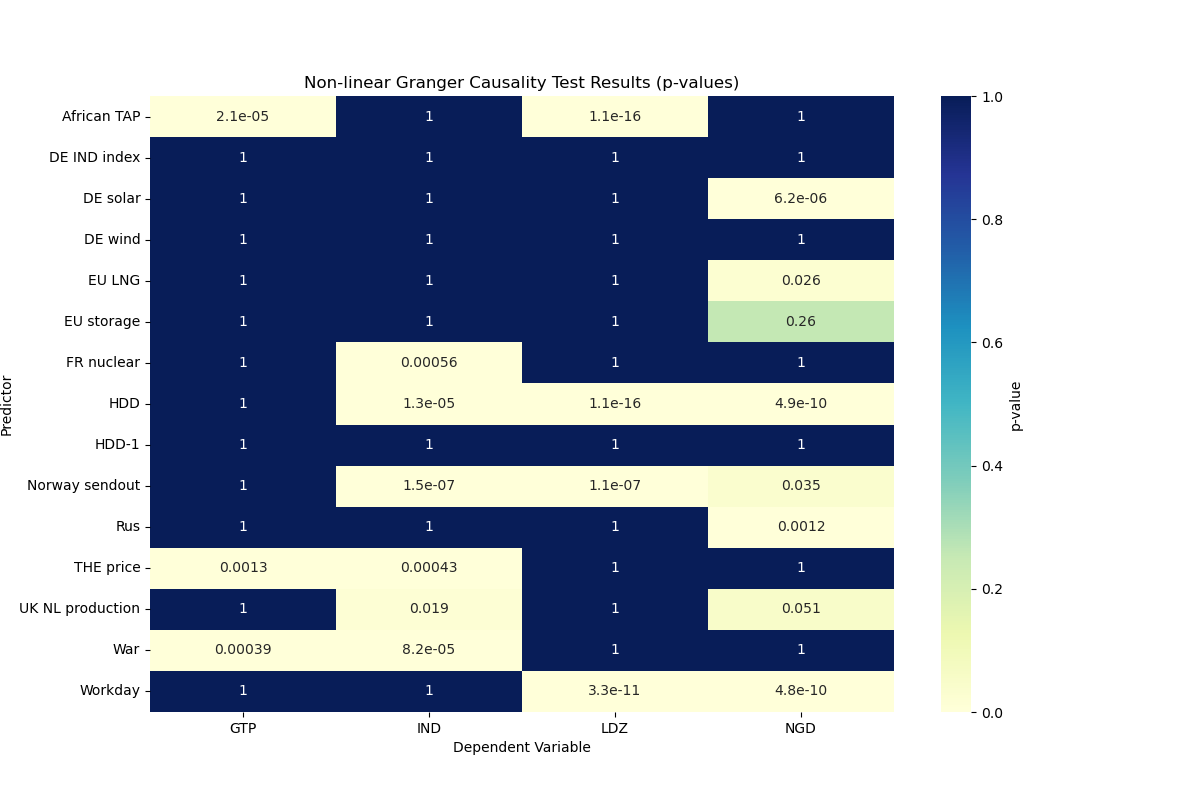 Non-linear Granger Causality Test Results (p-values)
African TAP 2.1e-05 1 1.1e-16 1
DE IND index 1 1 1 1
DE solar 1 1 1 6.2e-06
DE wind 1 1 1 1
EU LNG 1 1 1 0.026
EU storage 1 1 1 0.26
FR nuclear 1 0.00056 1 1
HDD 1 1.3e-05 1.1e-16 4.9e-10
HDD-1 1 1 1 1
Norway sendout 1 1.5e-07 1.1e-07 0.035
Rus 1 1 1 0.0012
THE price 0.0013 0.00043 1 1
UK NL production 1 0.019 1 0.051
War 0.00039 8.2e-05 1 1
Workday 1 1 3.3e-11 4.8e-10
GTP IND LDZ NGD
Dependent Variable
Predictor
1.0
0.8
0.6
0.4
0.2
0.0
p-value